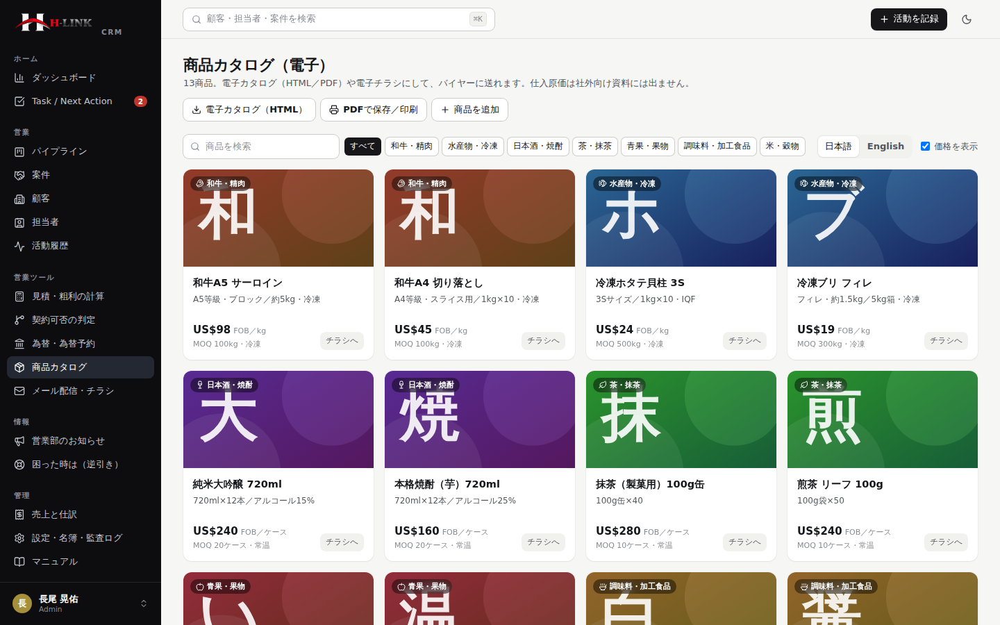 H-LINK
CRM
ホーム
ダッシュボード
Task / Next Action
2
営業
パイプライン
案件
顧客
担当者
活動履歴
営業ツール
見積・粗利の計算
契約可否の判定
為替・為替予約
商品カタログ
メール配信・チラシ
情報
営業部のお知らせ
困った時は（逆引き）
管理
売上と仕訳
設定・名簿・監査ログ
マニュアル
長
長尾 晃佑
Admin
顧客・担当者・案件を検索
⌘K
活動を記録
商品カタログ（電子）
13商品。電子カタログ（HTML／PDF）や電子チラシにして、バイヤーに送れます。仕入原価は社外向け資料には出ません。
電子カタログ（HTML）
PDFで保存／印刷
商品を追加
商品を検索
すべて
和牛・精肉
水産物・冷凍
日本酒・焼酎
茶・抹茶
青果・果物
調味料・加工食品
米・穀物
日本語
English
価格を表示
和牛・精肉
和
和牛A5 サーロイン
A5等級・ブロック／約5kg・冷凍
US$98 FOB／kg
MOQ 100kg・冷凍
チラシへ
和牛・精肉
和
和牛A4 切り落とし
A4等級・スライス用／1kg×10・冷凍
US$45 FOB／kg
MOQ 100kg・冷凍
チラシへ
水産物・冷凍
ホ
冷凍ホタテ貝柱 3S
3Sサイズ／1kg×10・IQF
US$24 FOB／kg
MOQ 500kg・冷凍
チラシへ
水産物・冷凍
ブ
冷凍ブリ フィレ
フィレ・約1.5kg／5kg箱・冷凍
US$19 FOB／kg
MOQ 300kg・冷凍
チラシへ
日本酒・焼酎
大
純米大吟醸 720ml
720ml×12本／アルコール15%
US$240 FOB／ケース
MOQ 20ケース・常温
チラシへ
日本酒・焼酎
焼
本格焼酎（芋）720ml
720ml×12本／アルコール25%
US$160 FOB／ケース
MOQ 20ケース・常温
チラシへ
茶・抹茶
抹
抹茶（製菓用）100g缶
100g缶×40
US$280 FOB／ケース
MOQ 10ケース・常温
チラシへ
茶・抹茶
煎
煎茶 リーフ 100g
100g袋×50
US$240 FOB／ケース
MOQ 10ケース・常温
チラシへ
青果・果物
い
青果・果物
温
調味料・加工食品
白
調味料・加工食品